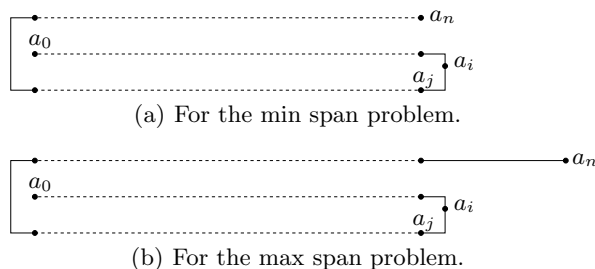 a_n
a_0
a_i
a_j
(a) For the min span problem.
a_n
a_0
a_i
a_j
(b) For the max span problem.